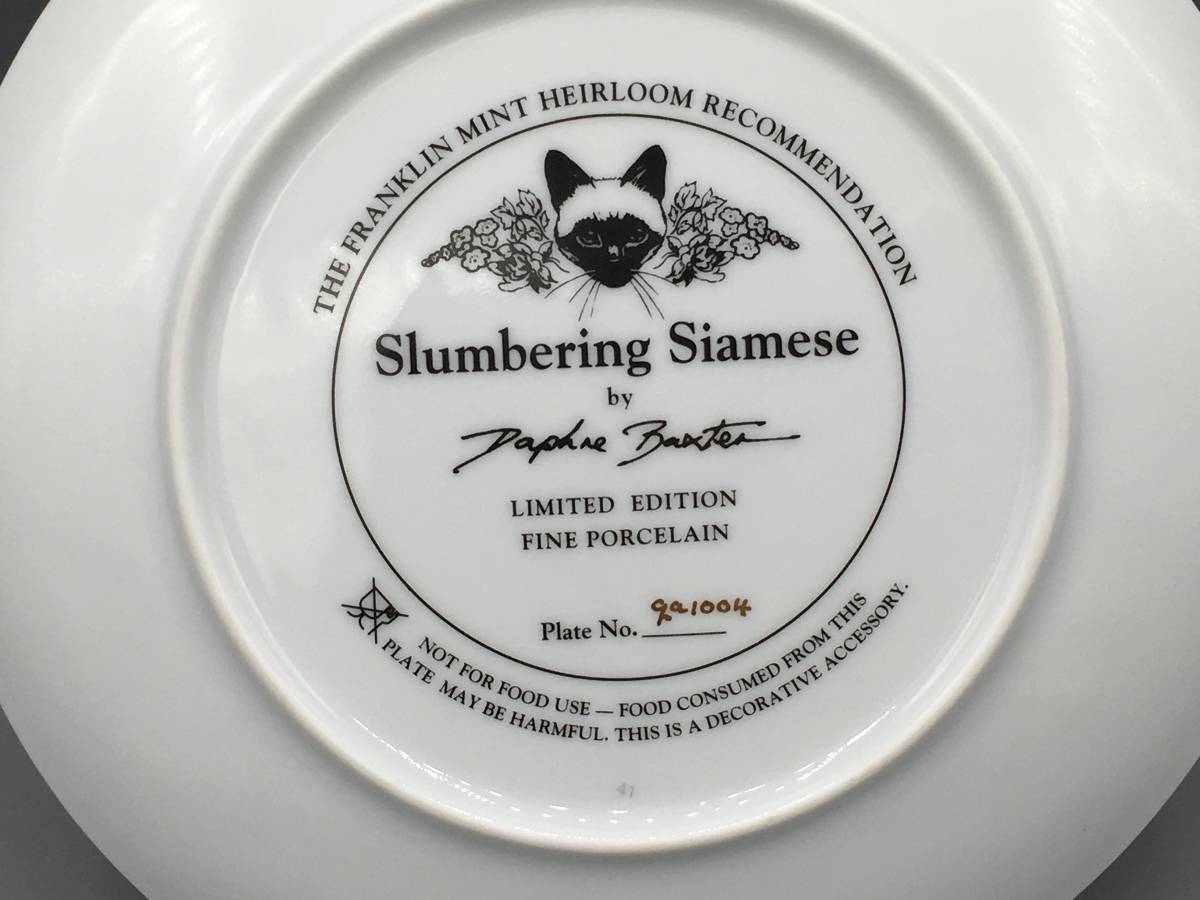 THE FRANKLIN MINT HEIRLOOM RECOMMENDATION
Slumbering Siamese
by
Daphne Baxter
LIMITED EDITION
FINE PORCELAIN
Plate No. qa1004
NOT FOR FOOD USE — FOOD CONSUMED FROM THIS
PLATE MAY BE HARMFUL. THIS IS A DECORATIVE ACCESSORY.
41